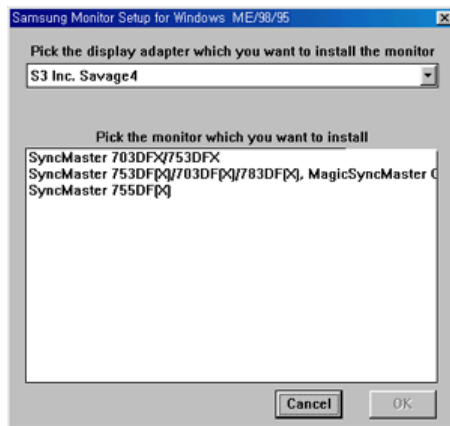 Samsung Monitor Setup for Windows  ME/98/95
Pick the display adapter which you want to install the monitor
S3 Inc. Savage4
Pick the monitor which you want to install
SyncMaster 703DFX/753DFX
SyncMaster 753DF[X]/703DF[X]/783DF[X], MagicSyncMaster
SyncMaster 755DF[X]
Cancel
OK